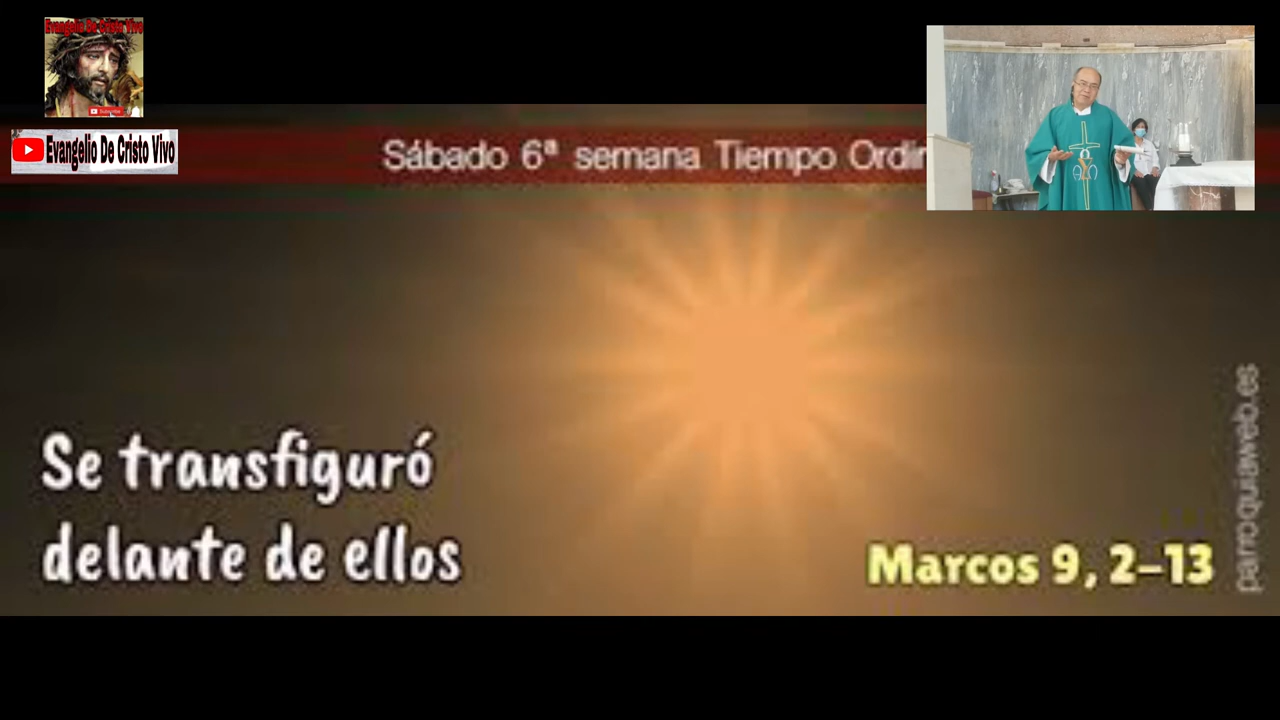 Evangelio De Cristo Vivo
Subscribe
Evangelio De Cristo Vivo
Sábado 6ª semana Tiempo Ordin
Se transfiguró
delante de ellos
Marcos 9, 2-13
parroquiaweb.es